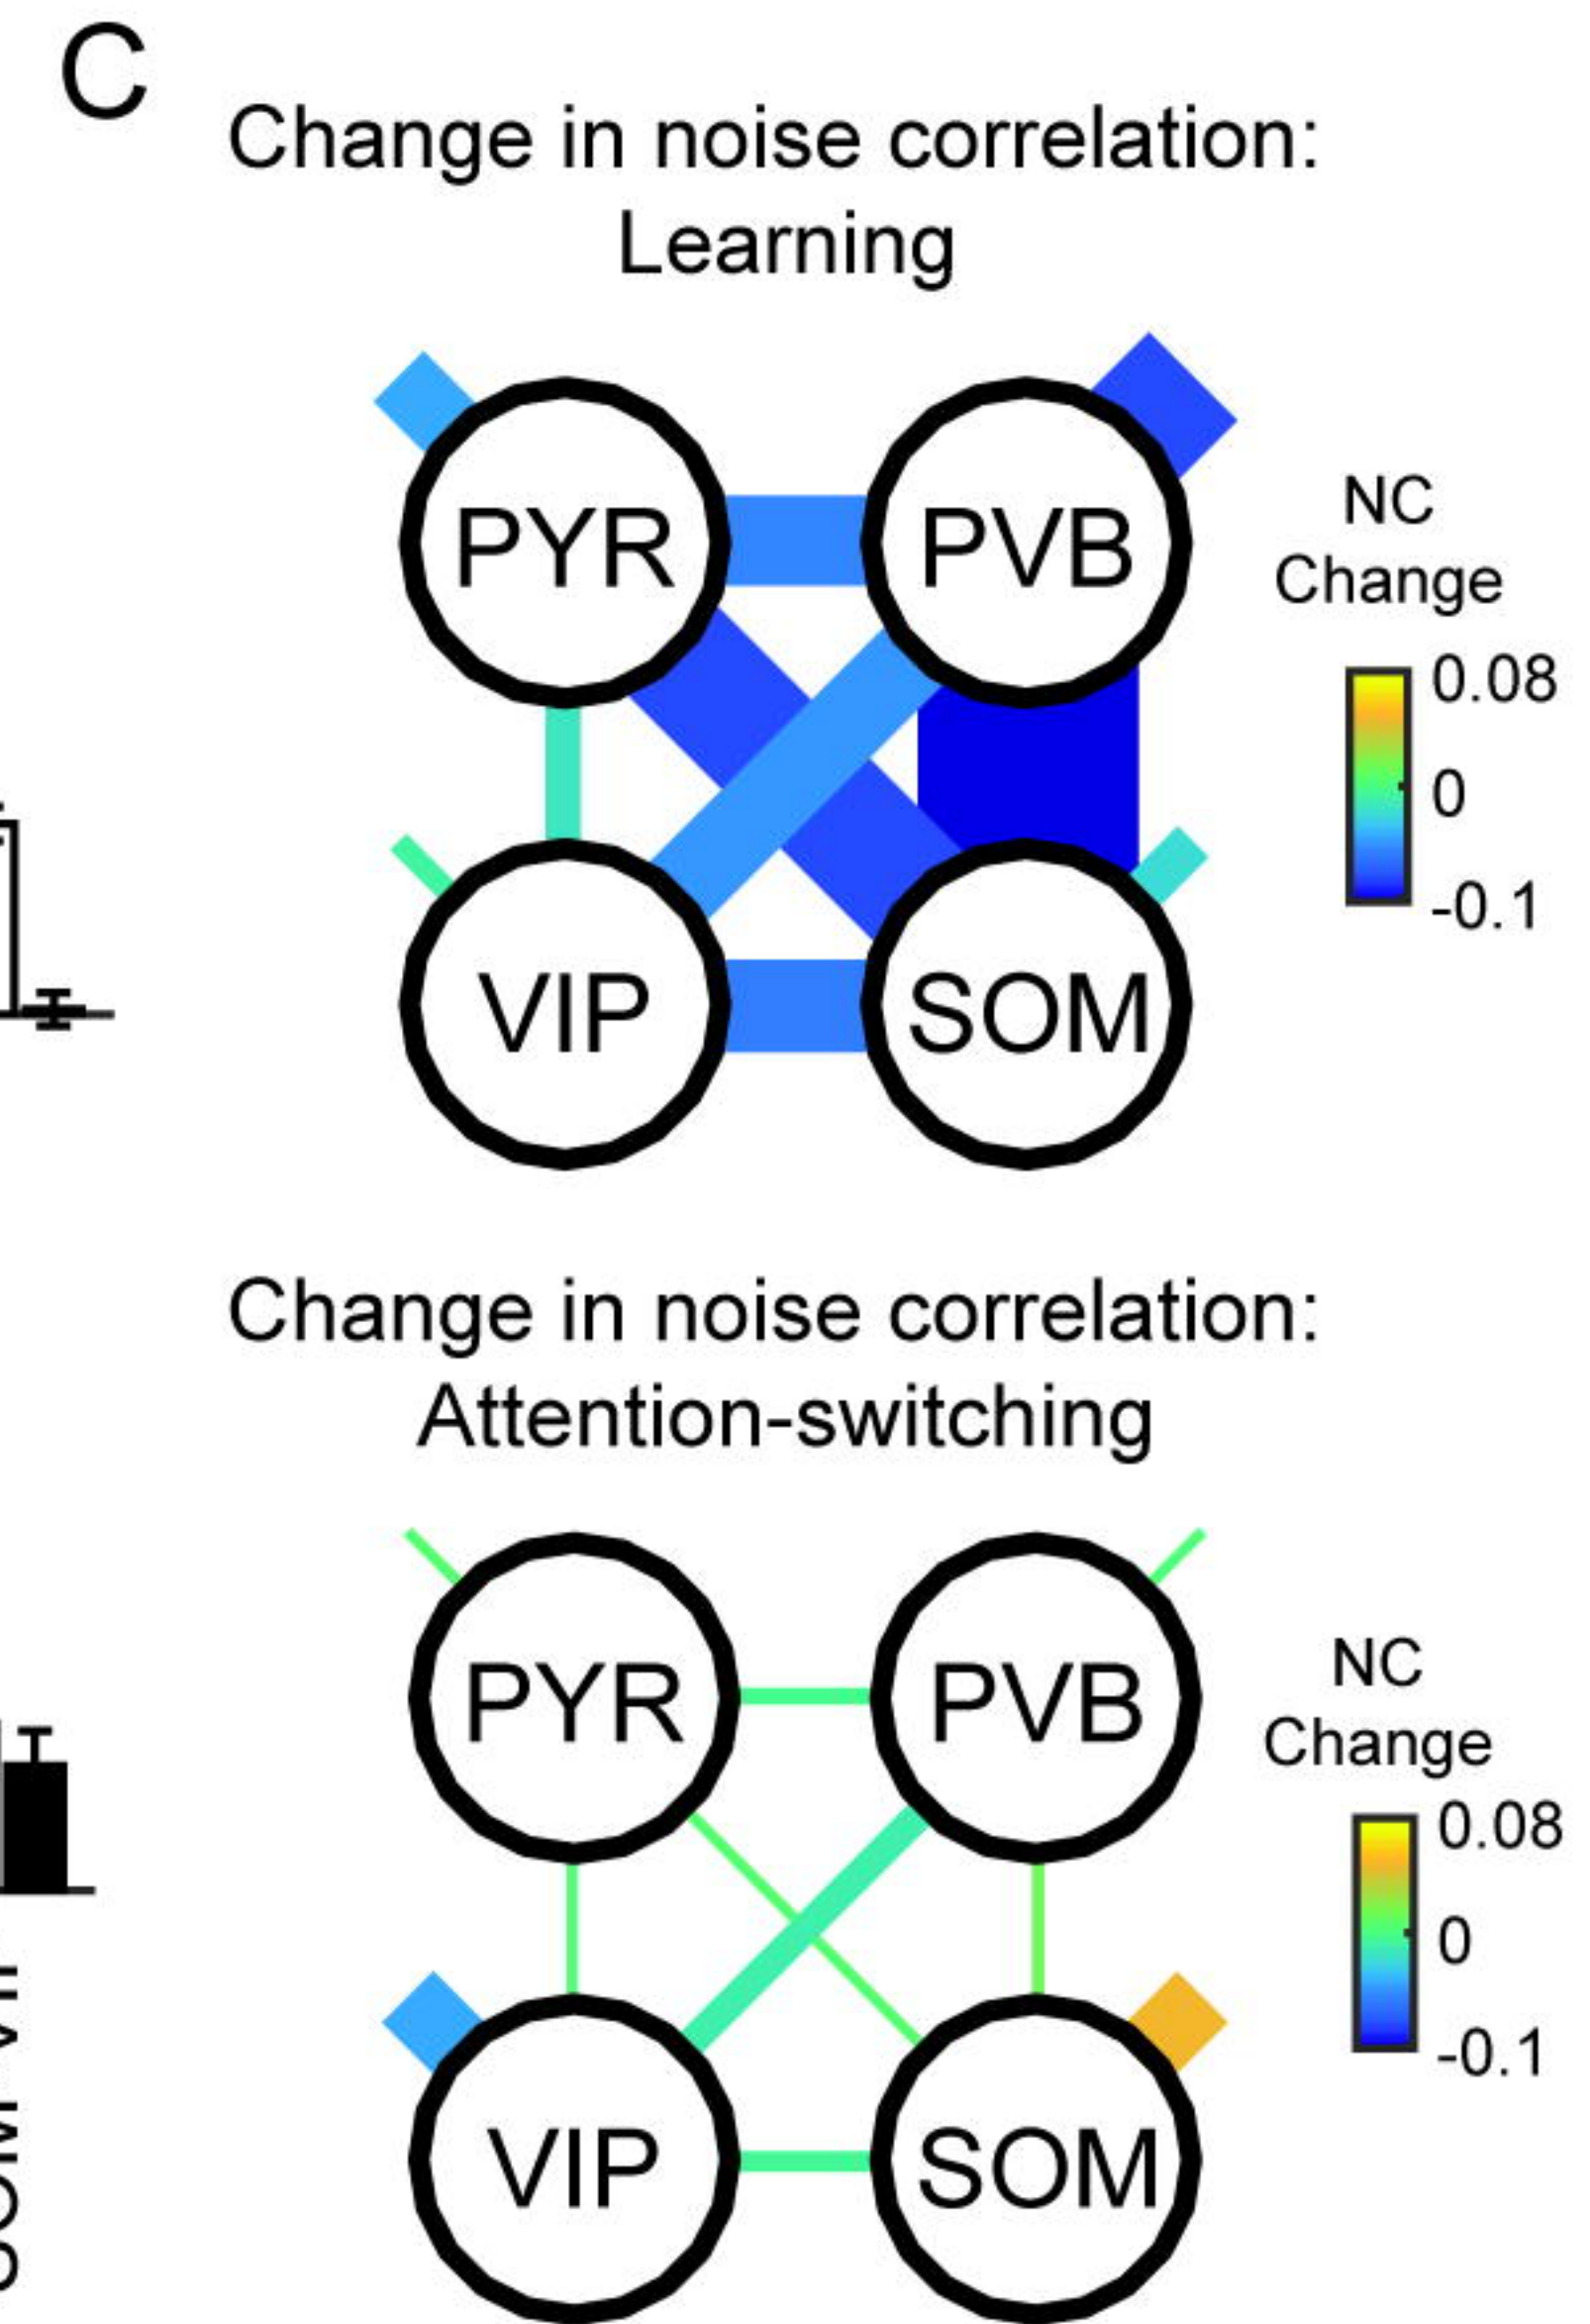 C
Change in noise correlation:
Learning
PYR
PVB
VIP
SOM
NC
Change
0.08
0
-0.1
Change in noise correlation:
Attention-switching
PYR
PVB
VIP
SOM
NC
Change
0.08
0
-0.1
SOM